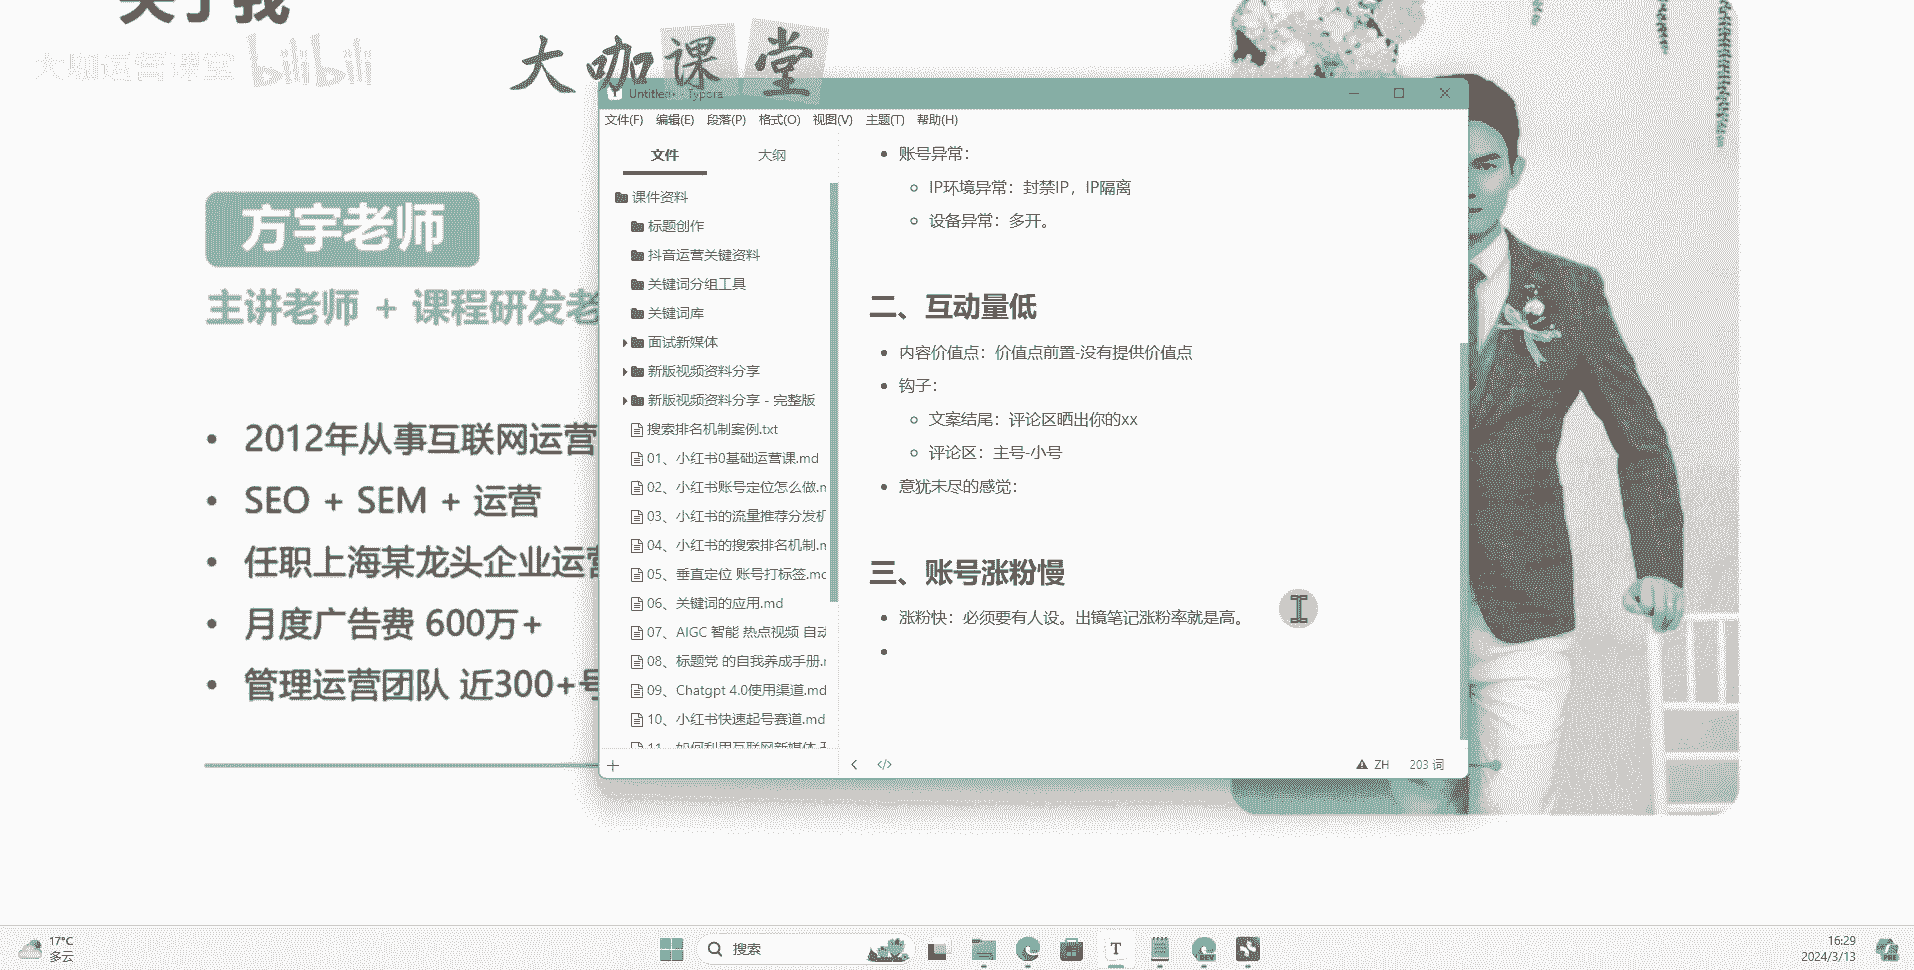 关于我
大咖运营课堂 bilibili
大咖课堂
方宇老师
主讲老师 + 课程研发老
2012年从事互联网运营
SEO + SEM + 运营
任职上海某龙头企业运营
月度广告费 600万+
管理运营团队 近300+号
Untitled - Typora
文件(F) 编辑(E) 段落(P) 格式(O) 视图(V) 主题(T) 帮助(H)
文件 大纲
课件资料
标题创作
抖音运营关键资料
关键词分组工具
关键词库
面试新媒体
新版视频资料分享
新版视频资料分享 - 完整版
搜索排名机制案例.txt
01、小红书0基础运营课.md
02、小红书账号定位怎么做.m
03、小红书的流量推荐分发机
04、小红书的搜索排名机制.m
05、垂直定位 账号打标签.mc
06、关键词的应用.md
07、AIGC 智能 热点视频 自动
08、标题党 的自我养成手册.r
09、Chatgpt 4.0使用渠道.md
10、小红书快速起号赛道.md
11、如何利用互联网新媒体
账号异常：
IP环境异常：封禁IP，IP隔离
设备异常：多开。
二、互动量低
内容价值点：价值点前置-没有提供价值点
钩子：
文案结尾：评论区晒出你的xx
评论区：主号-小号
意犹未尽的感觉：
三、账号涨粉慢
涨粉快：必须要有人设。出镜笔记涨粉率就是高。
ZH 203 词
17°C
多云
搜索
16:29
2024/3/13